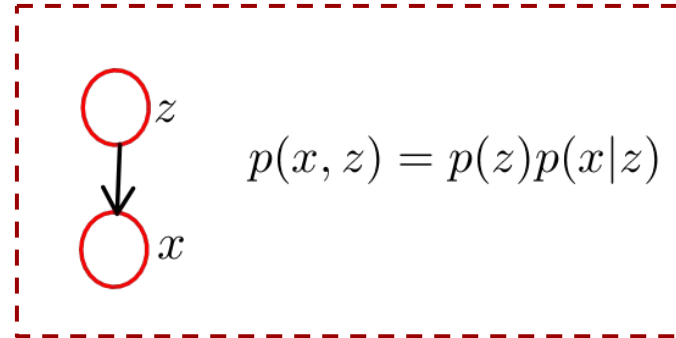 z
p(x, z) = p(z)p(x|z)
x